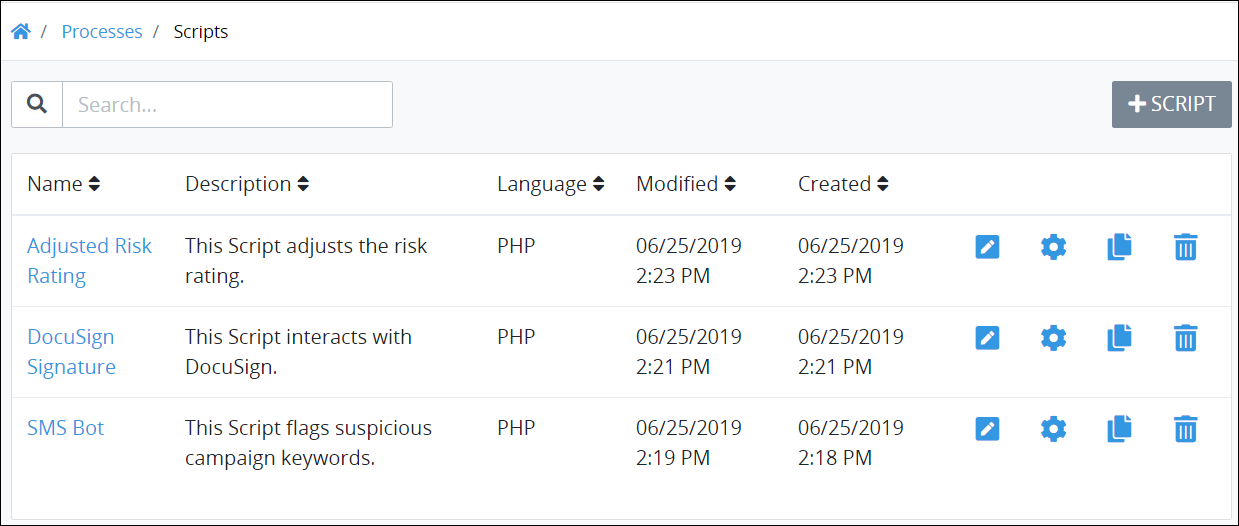 / Processes / Scripts
Search...
SCRIPT
Name Description Language Modified Created
Adjusted Risk This Script adjusts the risk PHP 06/25/2019 06/25/2019
Rating rating. 2:23 PM 2:23 PM
DocuSign This Script interacts with PHP 06/25/2019 06/25/2019
Signature DocuSign. 2:21 PM 2:21 PM
SMS Bot This Script flags suspicious PHP 06/25/2019 06/25/2019
campaign keywords. 2:19 PM 2:18 PM